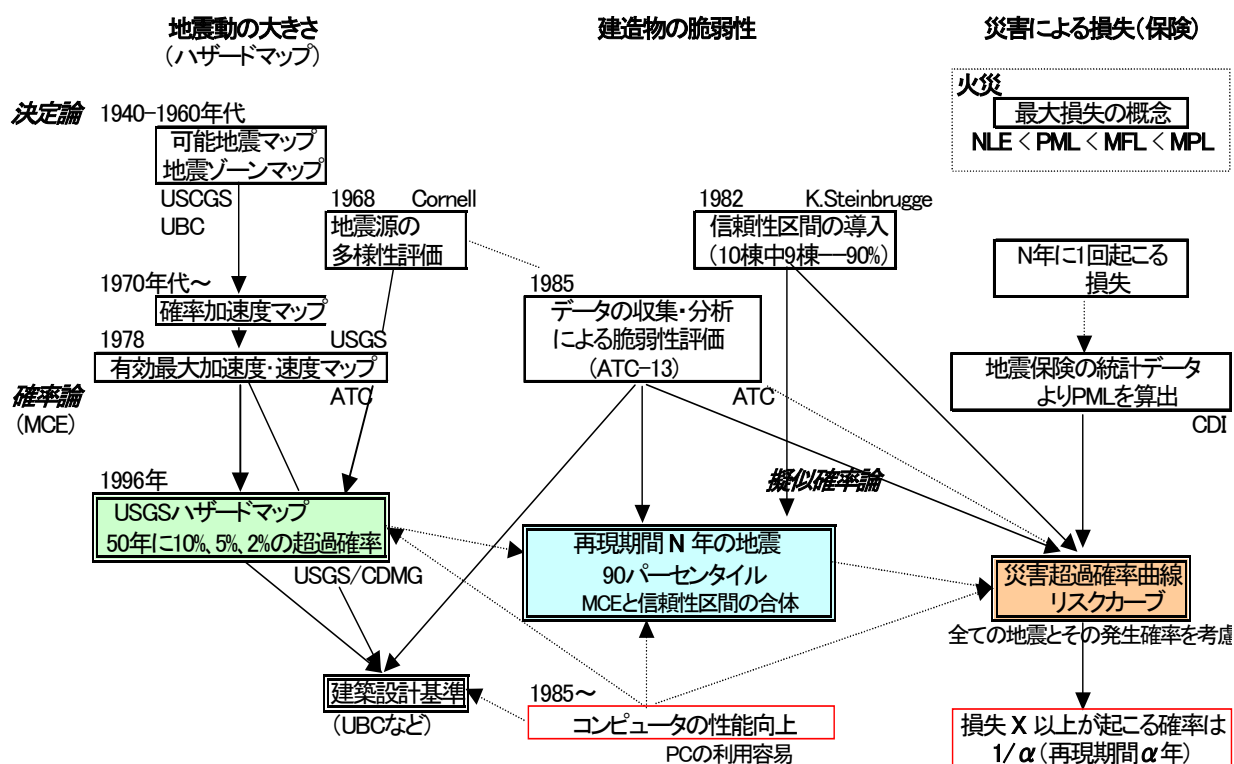 地震動の大きさ
(ハザードマップ)
建造物の脆弱性
災害による損失(保険)
火災
最大損失の概念
NLE < PML < MFL < MPL
決定論
1940-1960年代
可能地震マップ
地震ゾーンマップ
USCGS
UBC
1968 Cornell
地震源の
多様性評価
1982 K.Steinbrugge
信頼性区間の導入
(10棟中9棟--90%)
N年に1回起こる
損失
1970年代～
確率加速度マップ
USGS
1978
有効最大加速度・速度マップ
ATC
1985
データの収集・分析
による脆弱性評価
(ATC-13)
ATC
地震保険の統計データ
よりPMLを算出
CDI
確率論
(MCE)
擬似確率論
1996年
USGSハザードマップ
50年に10%、5%、2%の超過確率
USGS/CDMG
再現期間 N 年の地震
90パーセンタイル
MCEと信頼性区間の合体
災害超過確率曲線
リスクカーブ
全ての地震とその発生確率を考慮
建築設計基準
(UBCなど)
1985～
コンピュータの性能向上
PCの利用容易
損失 X 以上が起こる確率は
1/α(再現期間α年)